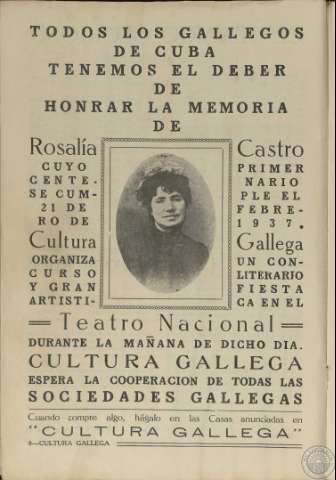 TODOS LOS GALLEGOS
DE CUBA
TENEMOS EL DEBER
DE
HONRAR LA MEMORIA
DE
Rosalía Castro
CUYO PRIMER
CENTE- NARIO
SE CUM- PLE EL
21 DE FEBRE-
RO DE 1937.
Cultura Gallega
ORGANIZA UN CON-
CURSO LITERARIO
Y GRAN FIESTA
ARTISTI- CA EN EL
Teatro Nacional
DURANTE LA MAÑANA DE DICHO DIA.
CULTURA GALLEGA
ESPERA LA COOPERACION DE TODAS LAS
SOCIEDADES GALLEGAS
Cuando compre algo, hágalo en las Casas anunciadas en
"CULTURA GALLEGA"
8—CULTURA GALLEGA